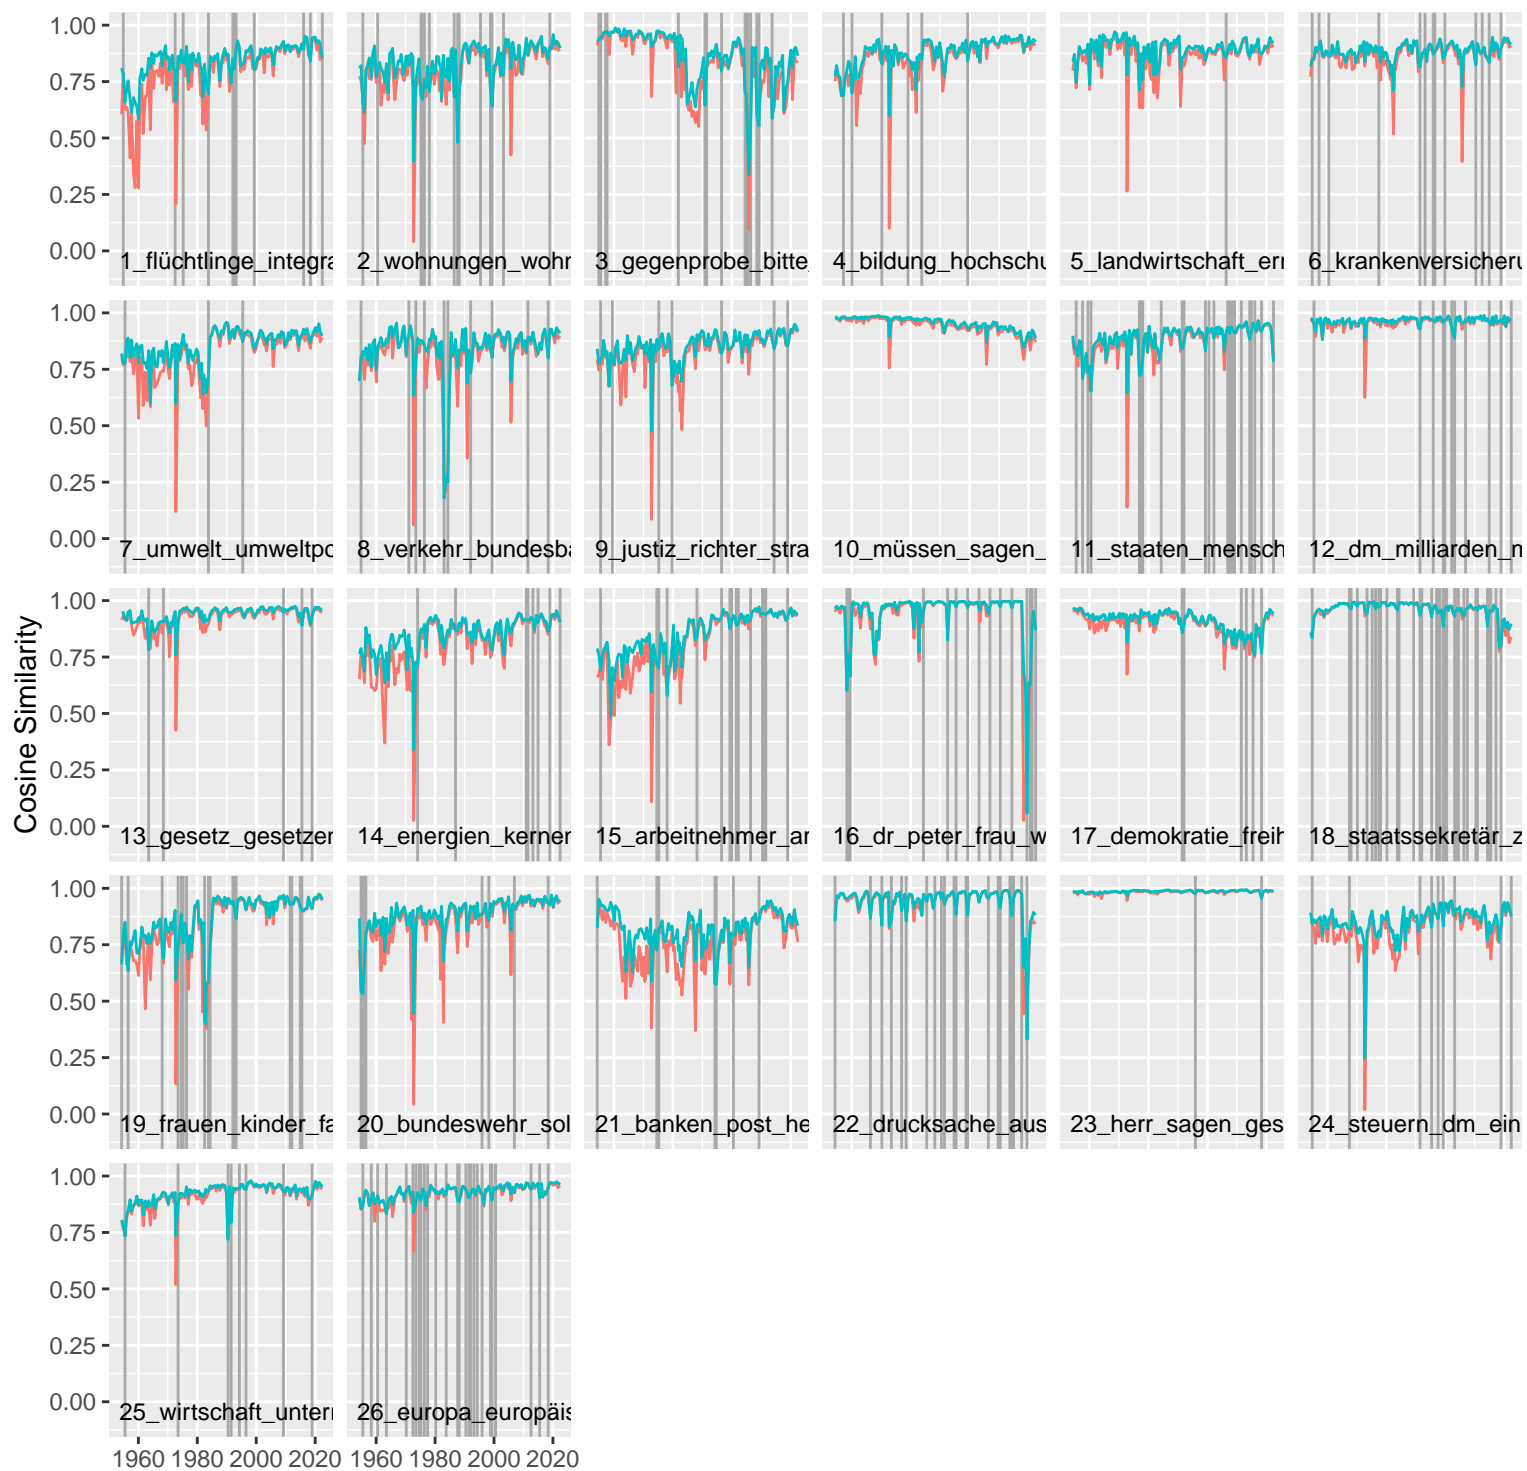 Cosine Similarity
1.00
0.75
0.50
0.25
0.00
1_flüchtlinge_integra
2_wohnungen_wohn
3_gegenprobe_bitte_
4_bildung_hochschu
5_landwirtschaft_ern
6_krankenversicheru
1.00
0.75
0.50
0.25
0.00
7_umwelt_umweltpo
8_verkehr_bundesba
9_justiz_richter_stra
10_müssen_sagen_
11_staaten_mensch
12_dm_milliarden_m
1.00
0.75
0.50
0.25
0.00
13_gesetz_gesetzen
14_energien_kernen
15_arbeitnehmer_ar
16_dr_peter_frau_w
17_demokratie_freih
18_staatssekretär_z
1.00
0.75
0.50
0.25
0.00
19_frauen_kinder_fa
20_bundeswehr_sol
21_banken_post_he
22_drucksache_aus
23_herr_sagen_ges
24_steuern_dm_ein
1.00
0.75
0.50
0.25
0.00
25_wirtschaft_untern
26_europa_europäis
1960 1980 2000 2020
1960 1980 2000 2020